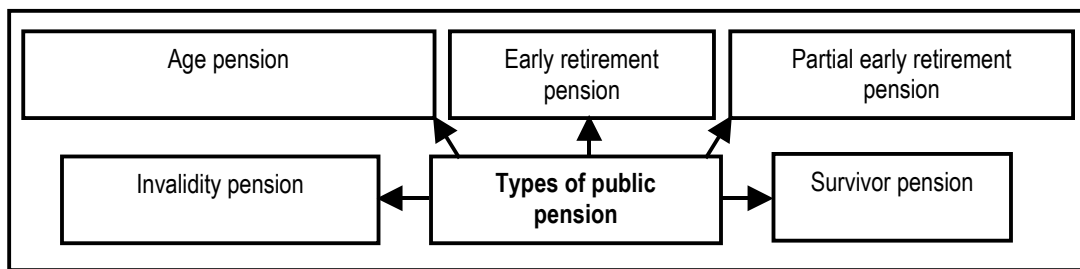 Age pension
Early retirement
pension
Partial early retirement
pension
Invalidity pension
Types of public
pension
Survivor pension